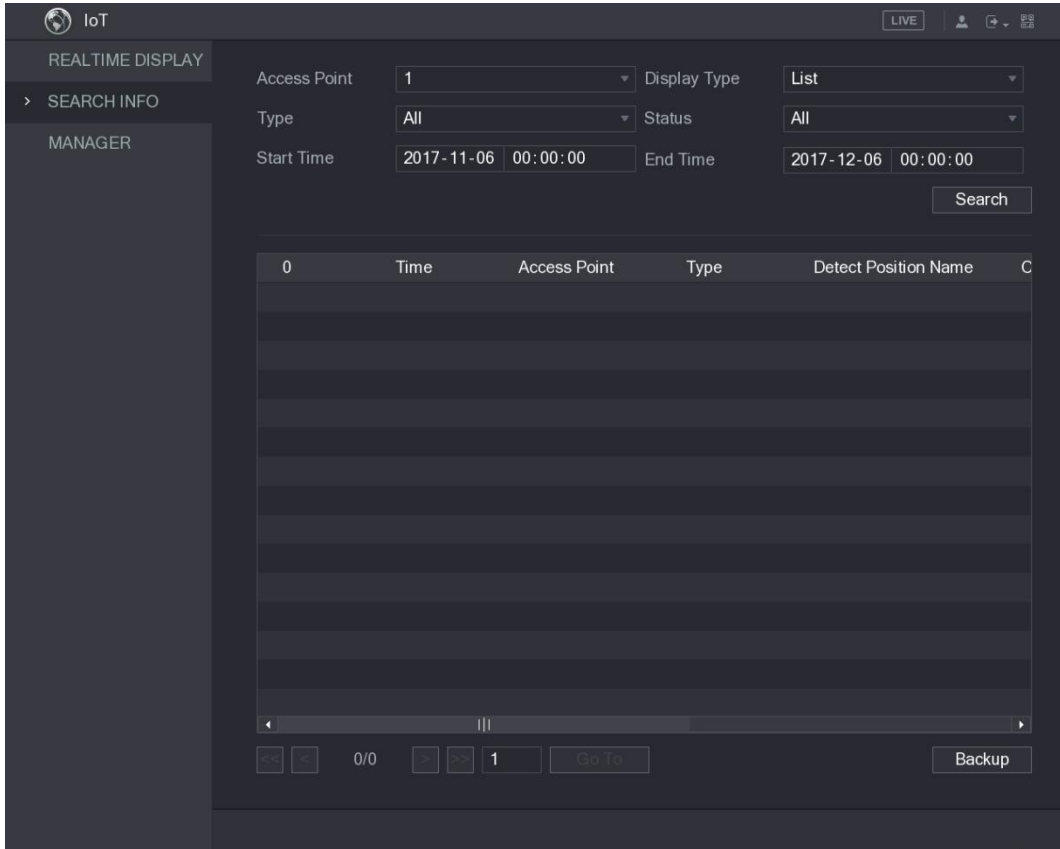 IoT LIVE
REALTIME DISPLAY
SEARCH INFO
MANAGER
Access Point 1 Display Type List
Type All Status All
Start Time 2017-11-06 00:00:00 End Time 2017-12-06 00:00:00
Search
0 Time Access Point Type Detect Position Name
<< < 0/0 > >> 1 Go To Backup